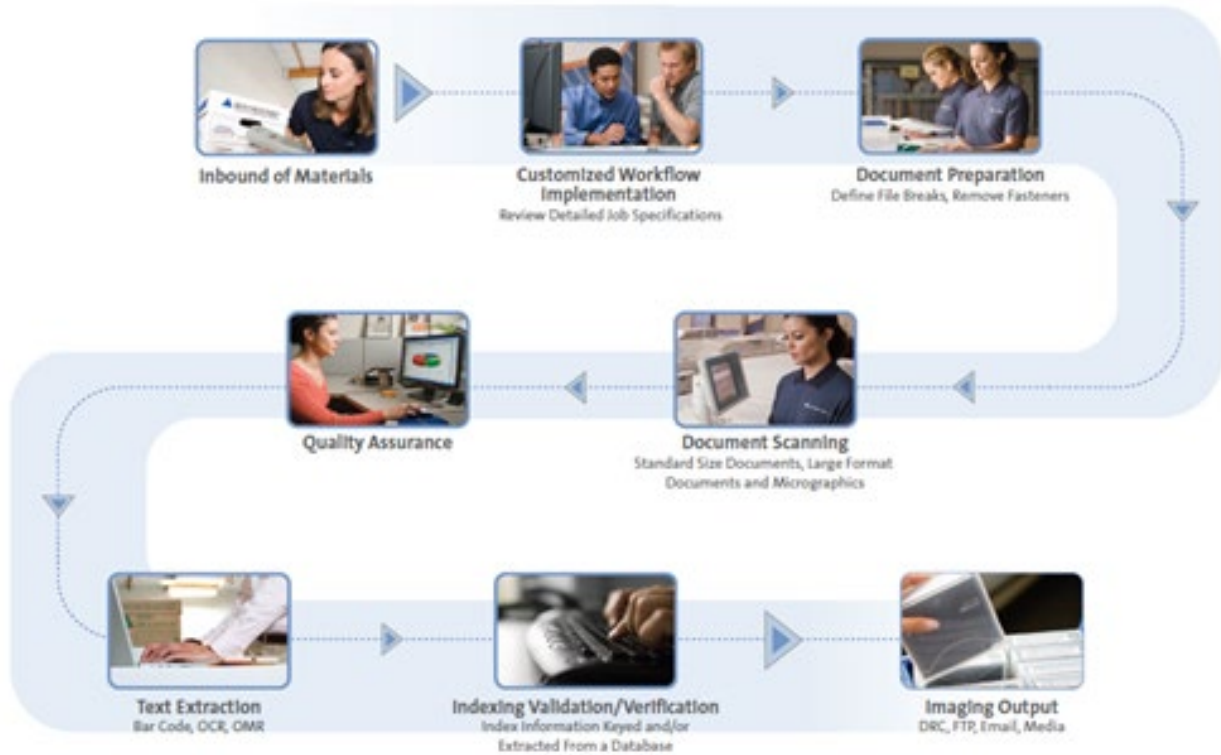 Inbound of Materials
Customized Workflow
Implementation
Review Detailed Job Specifications
Document Preparation
Define File Breaks, Remove Fasteners
Quality Assurance
Document Scanning
Standard Size Documents, Large Format
Documents and Micrographics
Text Extraction
Bar Code, OCR, OMR
Indexing Validation/Verification
Index Information Keyed and/or
Extracted From a Database
Imaging Output
DRC, FTP, Email, Media